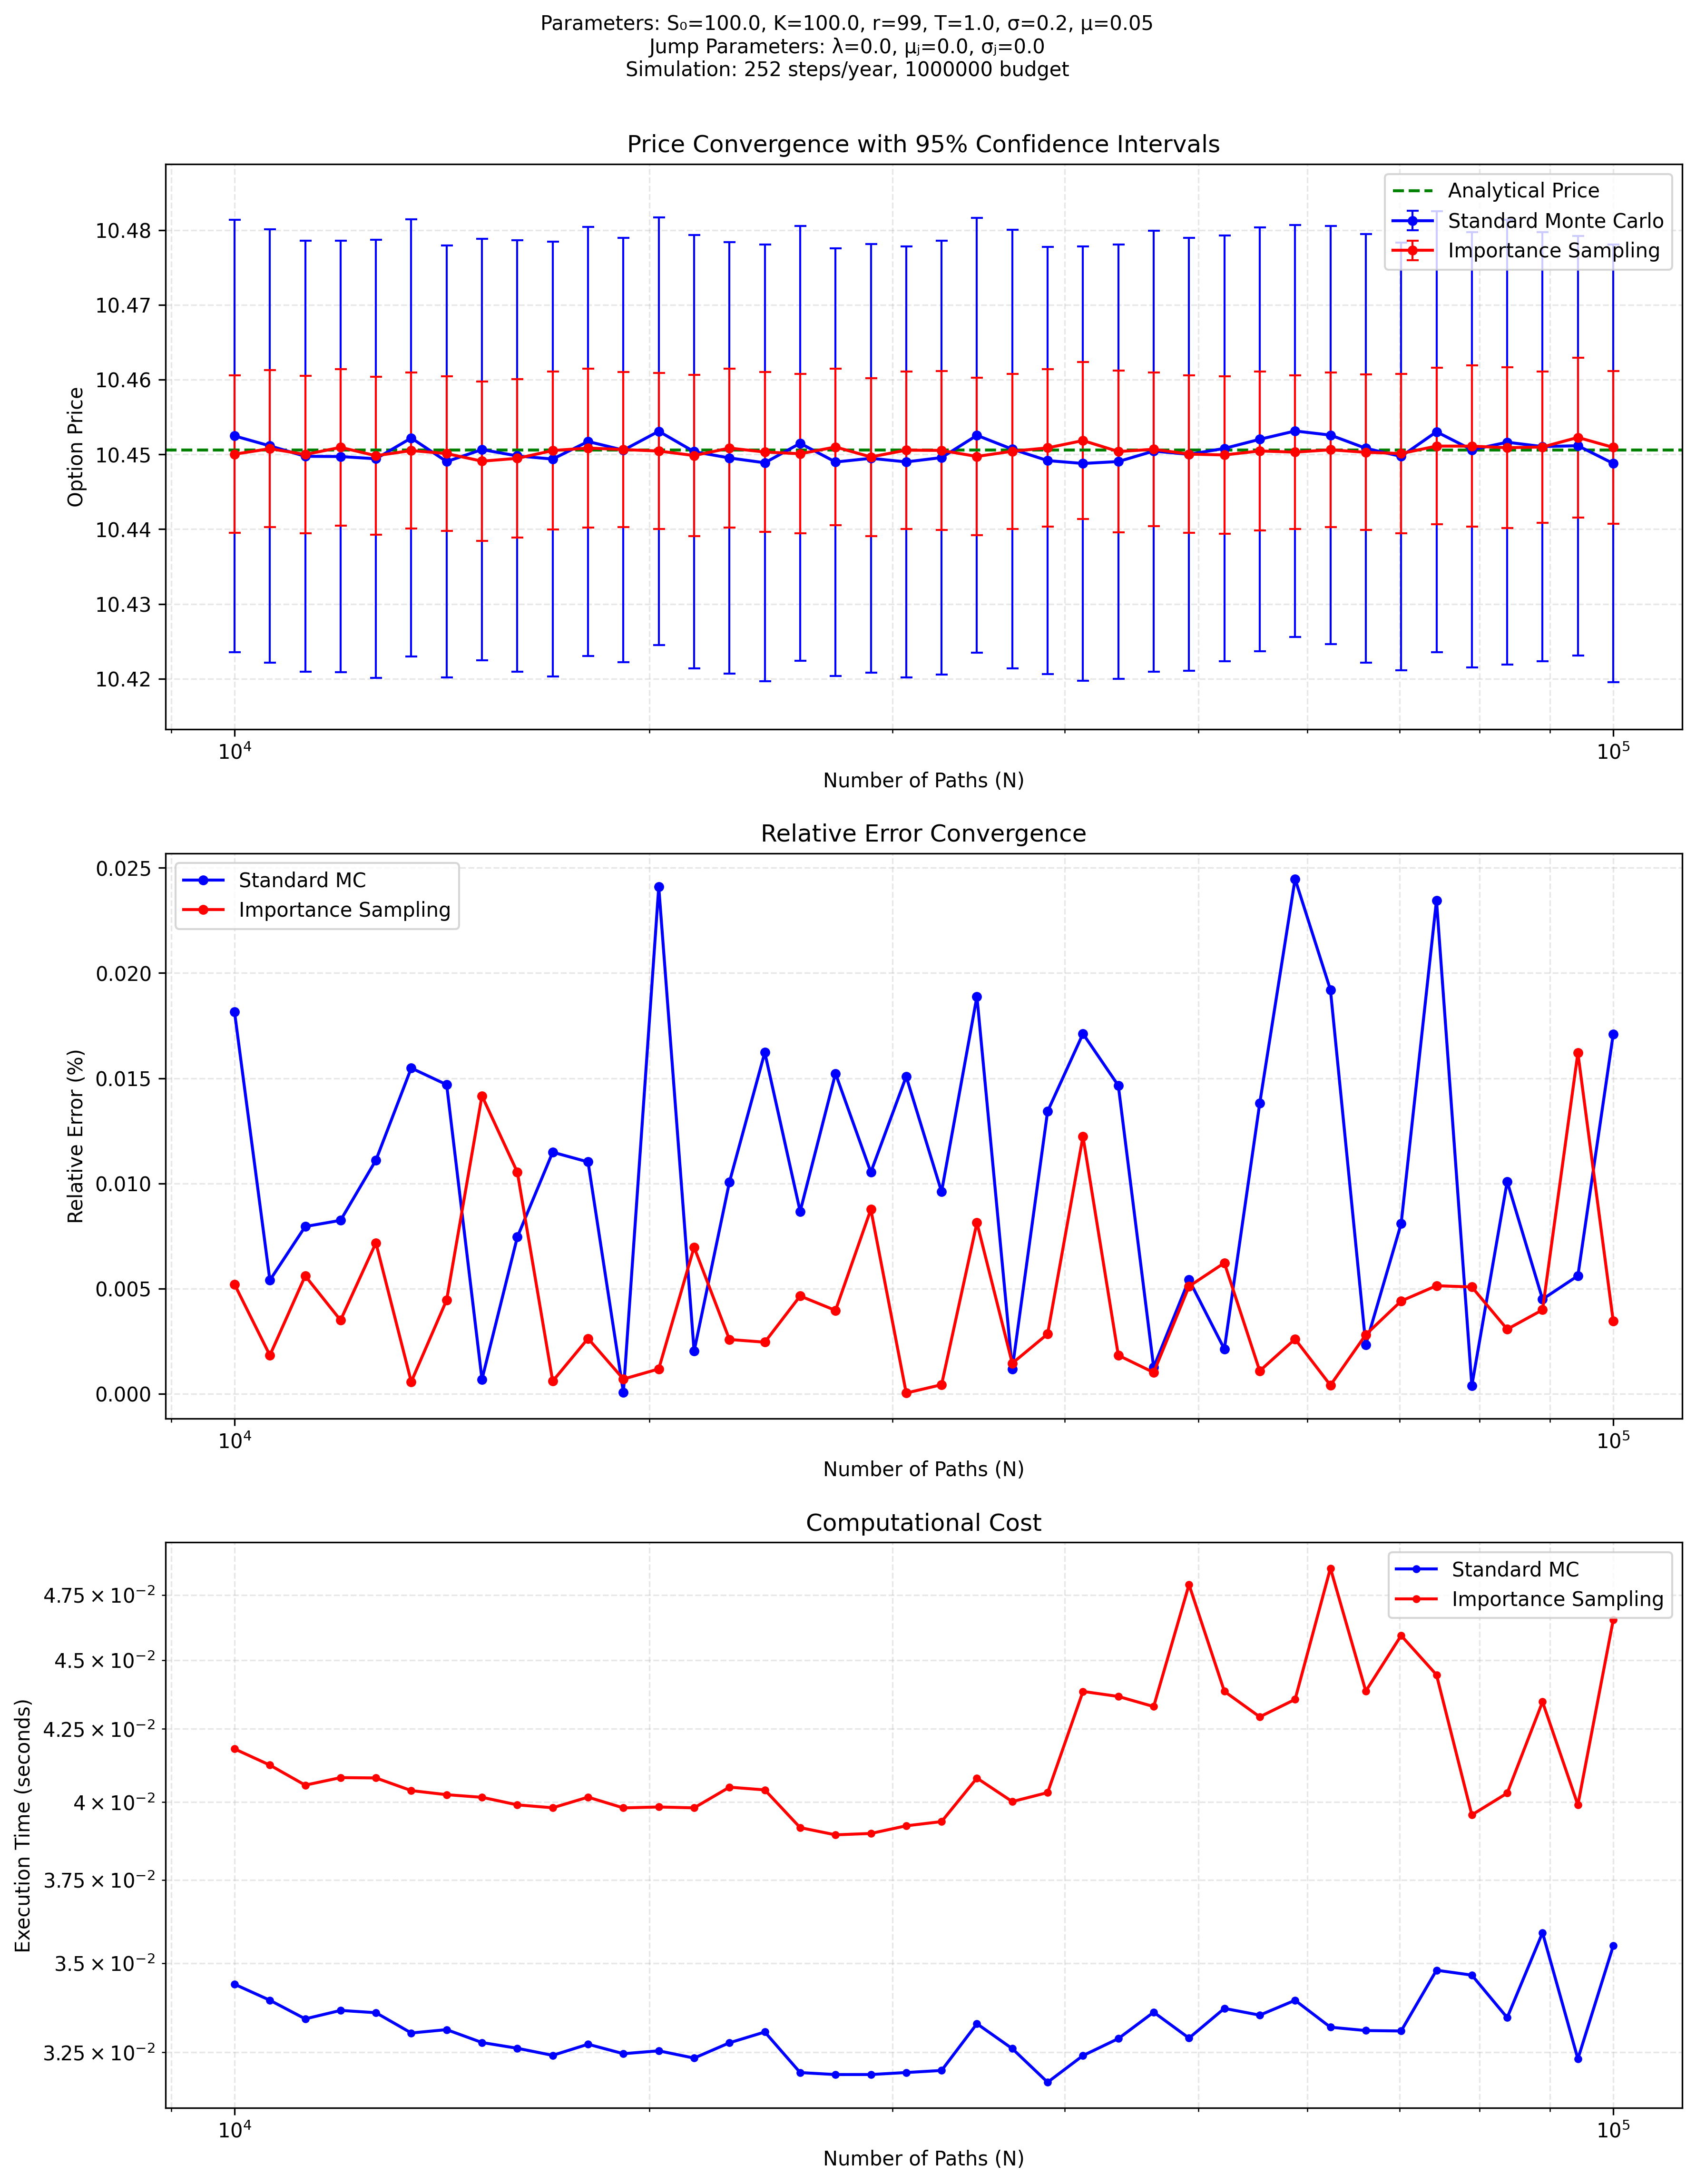 Parameters: S₀=100.0, K=100.0, r=99, T=1.0, σ=0.2, μ=0.05
Jump Parameters: λ=0.0, μⱼ=0.0, σⱼ=0.0
Simulation: 252 steps/year, 1000000 budget
Price Convergence with 95% Confidence Intervals
Analytical Price
Standard Monte Carlo
Importance Sampling
Option Price
10.48
10.47
10.46
10.45
10.44
10.43
10.42
10⁴
10⁵
Number of Paths (N)
Relative Error Convergence
Standard MC
Importance Sampling
Relative Error (%)
0.025
0.020
0.015
0.010
0.005
0.000
10⁴
10⁵
Number of Paths (N)
Computational Cost
Standard MC
Importance Sampling
Execution Time (seconds)
4.75 × 10⁻²
4.5 × 10⁻²
4.25 × 10⁻²
4 × 10⁻²
3.75 × 10⁻²
3.5 × 10⁻²
3.25 × 10⁻²
10⁴
10⁵
Number of Paths (N)